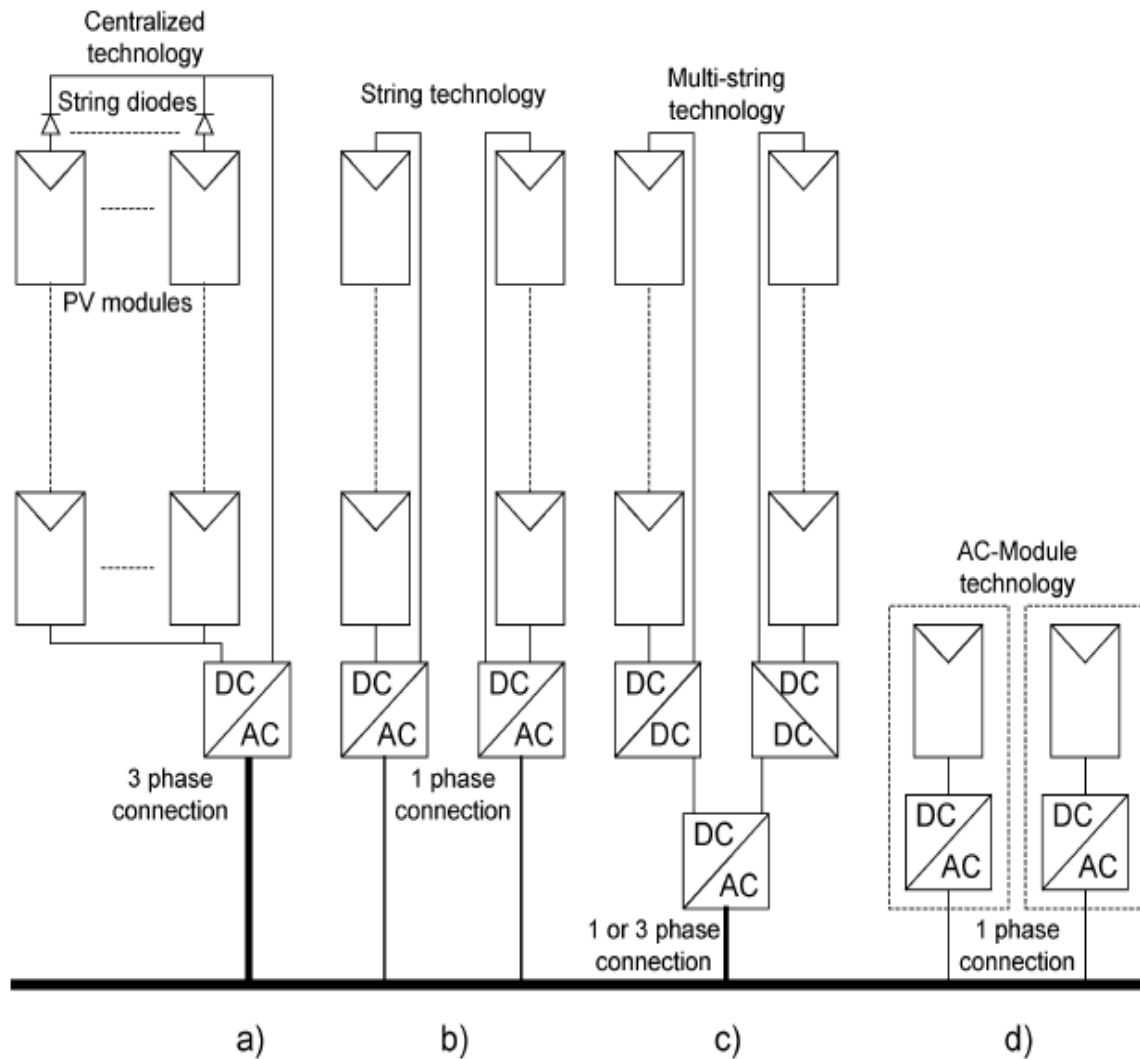 Centralized
technology
String diodes
PV modules
DC
AC
3 phase
connection
a)
String technology
DC
AC
DC
AC
1 phase
connection
b)
Multi-string
technology
DC
DC
DC
DC
DC
AC
1 or 3 phase
connection
c)
AC-Module
technology
DC
AC
DC
AC
1 phase
connection
d)